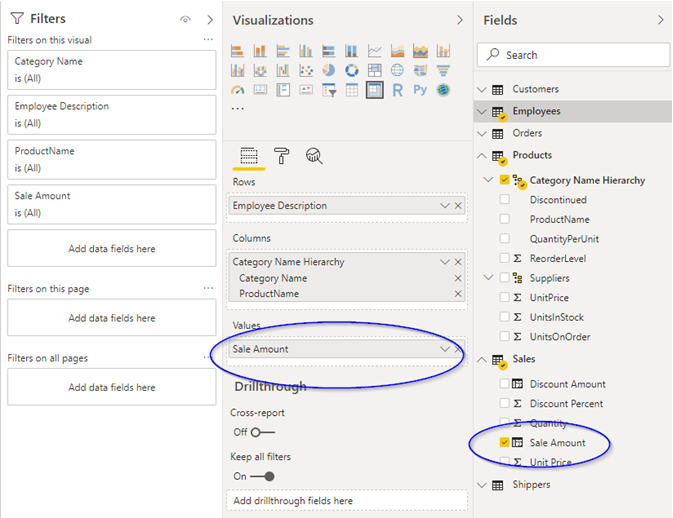 Filters
Filters on this visual
...
Category Name
is (All)
Employee Description
is (All)
ProductName
is (All)
Sale Amount
is (All)
Add data fields here
Filters on this page
...
Add data fields here
Filters on all pages
...
Add data fields here
Visualizations
R Py
...
Rows
Employee Description
Columns
Category Name Hierarchy
Category Name
ProductName
Values
Sale Amount
Drillthrough
Cross-report
Off
Keep all filters
On
Add drillthrough fields here
Fields
Search
Customers
Employees
Orders
Products
Category Name Hierarchy
Discontinued
ProductName
QuantityPerUnit
Σ ReorderLevel
Suppliers
Σ UnitPrice
Σ UnitsInStock
Σ UnitsOnOrder
Sales
Discount Amount
Σ Discount Percent
Σ Quantity
Sale Amount
Σ Unit Price
Shippers